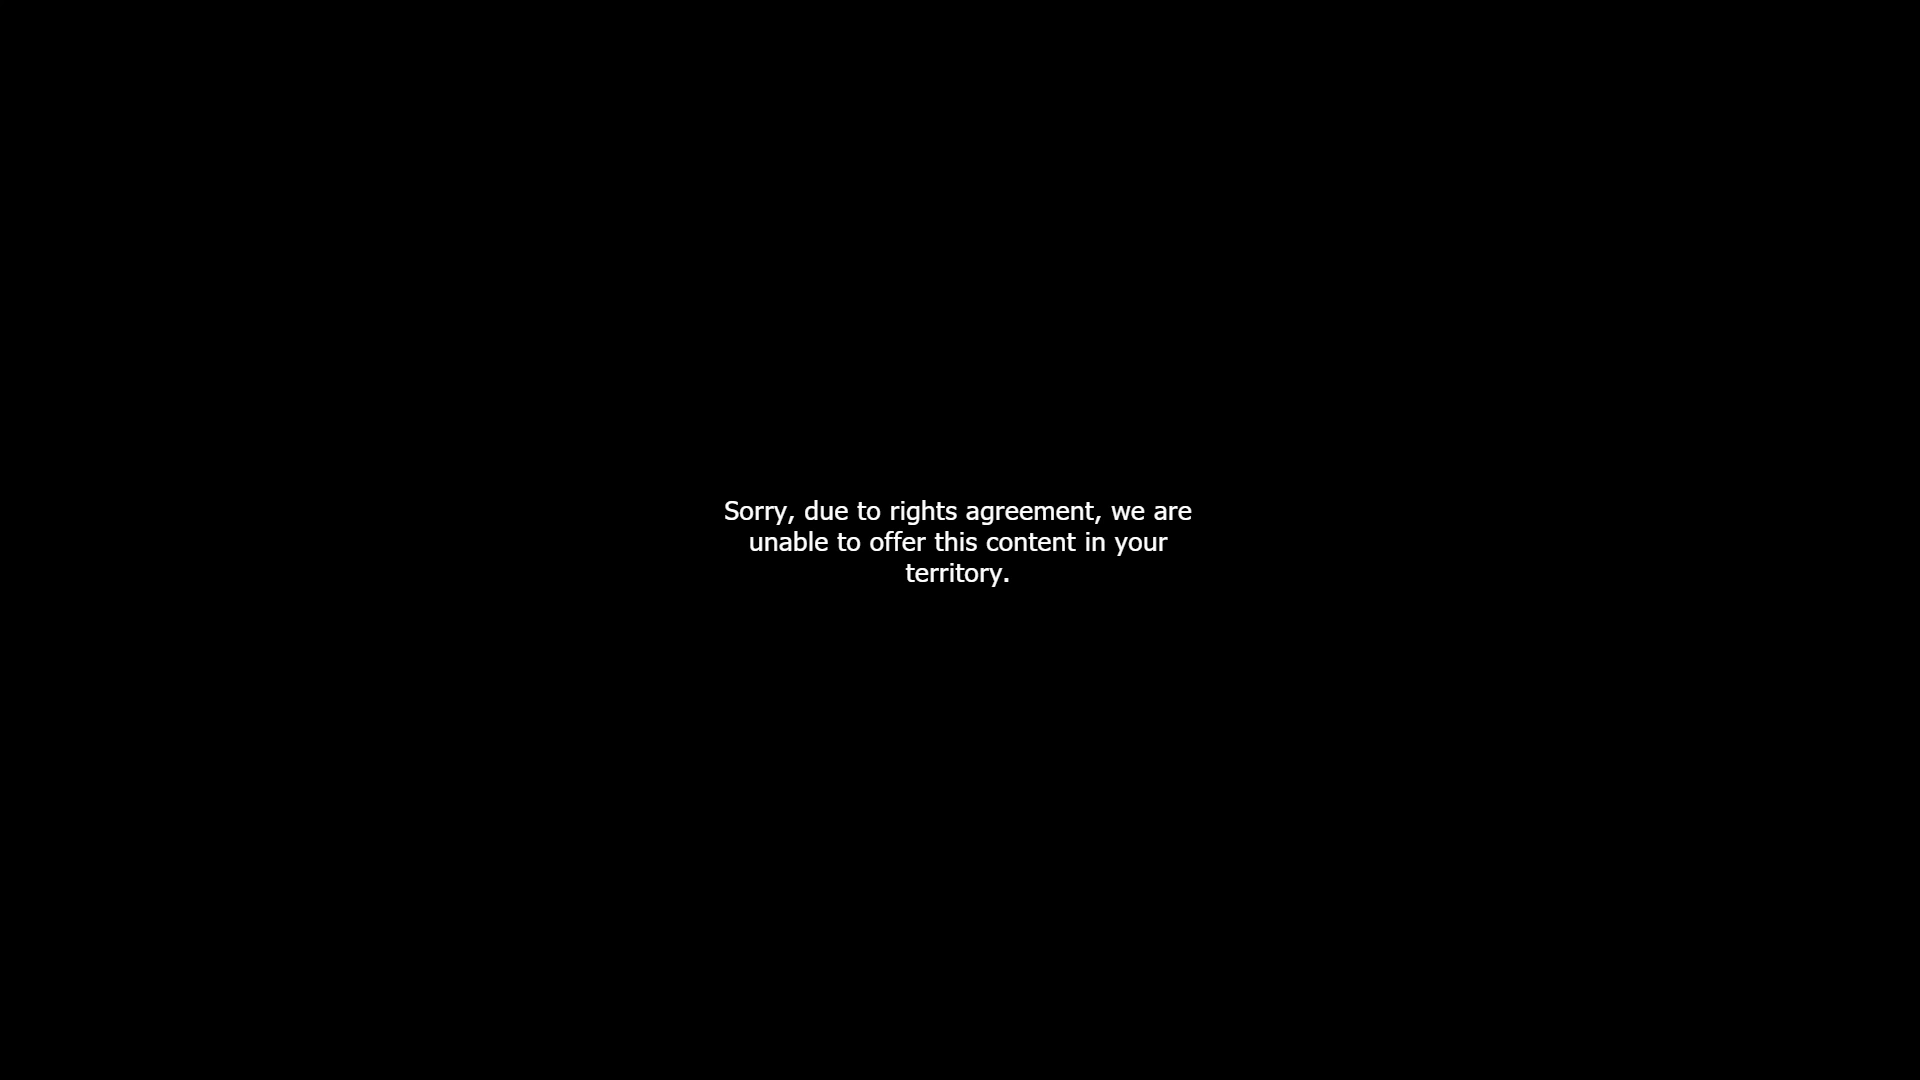 Sorry, due to rights agreement, we are
unable to offer this content in your
territory.